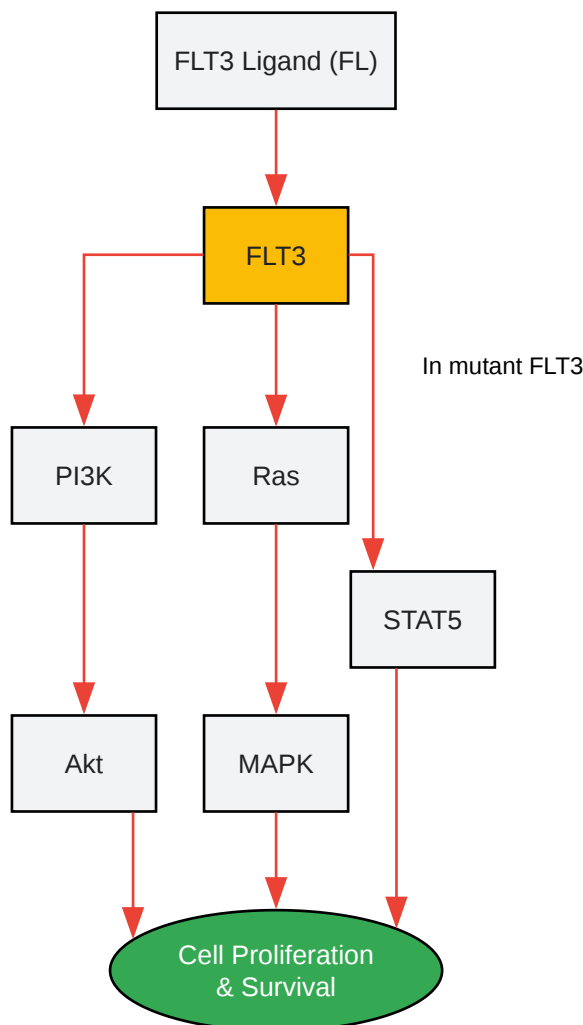 FLT3 Ligand (FL)
FLT3
In mutant FLT3
PI3K
Ras
STAT5
Akt
MAPK
Cell Proliferation
& Survival